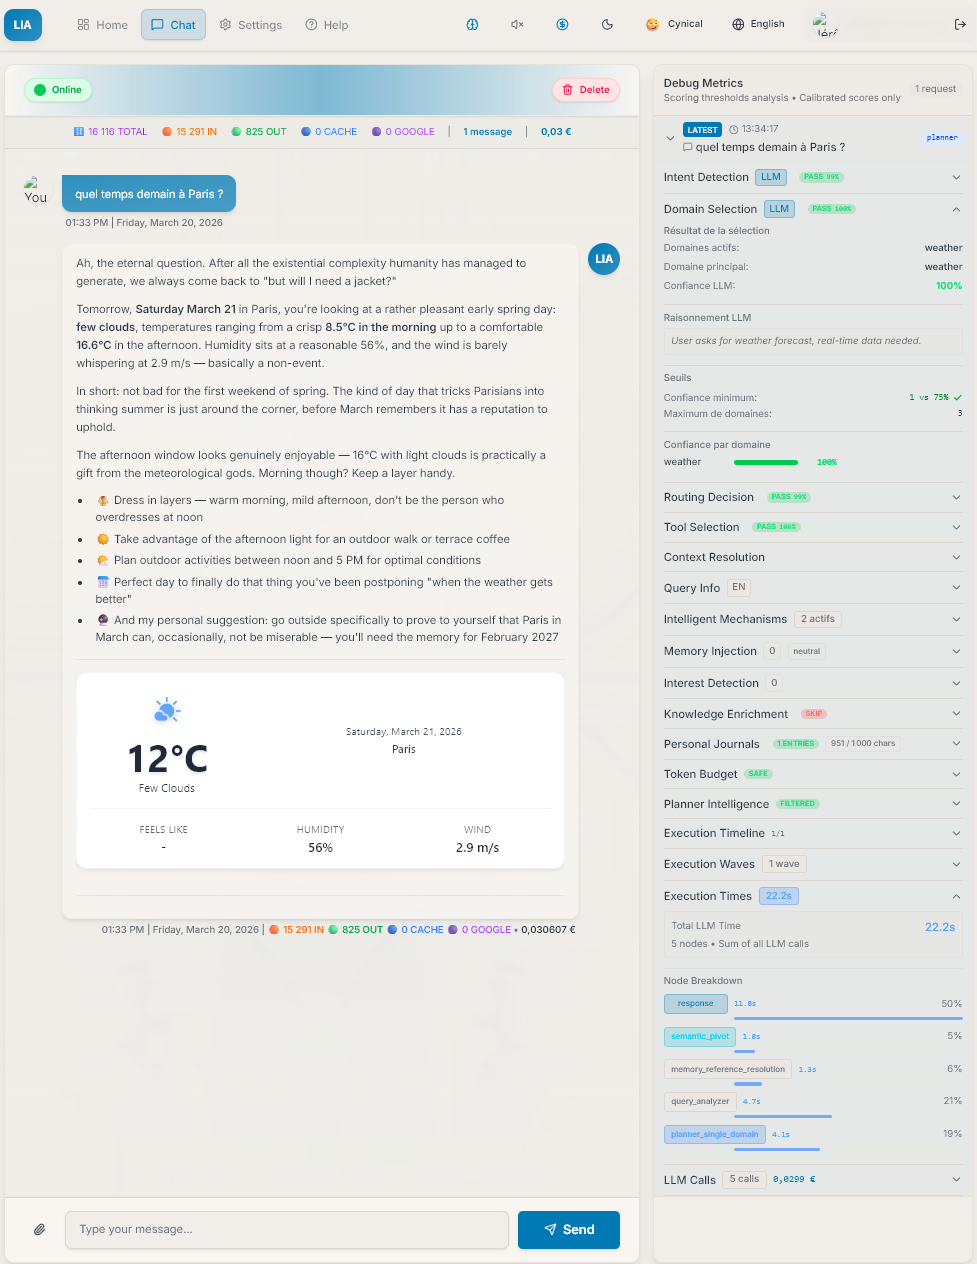 LIA
Home
Chat
Settings
Help
Cynical
English
Online
Delete
16 116 TOTAL 15 291 IN 825 OUT 0 CACHE 0 GOOGLE | 1 message | 0,03 €
You
quel temps demain à Paris ?
01:33 PM | Friday, March 20, 2026
LIA
Ah, the eternal question. After all the existential complexity humanity has managed to
generate, we always come back to "but will I need a jacket?"
Tomorrow, Saturday March 21 in Paris, you're looking at a rather pleasant early spring day:
few clouds, temperatures ranging from a crisp 8.5°C in the morning up to a comfortable
16.6°C in the afternoon. Humidity sits at a reasonable 56%, and the wind is barely
whispering at 2.9 m/s — basically a non-event.
In short: not bad for the first weekend of spring. The kind of day that tricks Parisians into
thinking summer is just around the corner, before March remembers it has a reputation to
uphold.
The afternoon window looks genuinely enjoyable — 16°C with light clouds is practically a
gift from the meteorological gods. Morning though? Keep a layer handy.
• Dress in layers — warm morning, mild afternoon, don't be the person who
overdresses at noon
• Take advantage of the afternoon light for an outdoor walk or terrace coffee
• Plan outdoor activities between noon and 5 PM for optimal conditions
• Perfect day to finally do that thing you've been postponing "when the weather gets
better"
• And my personal suggestion: go outside specifically to prove to yourself that Paris in
March can, occasionally, not be miserable — you'll need the memory for February 2027
12°C
Few Clouds
Saturday, March 21, 2026
Paris
FEELS LIKE
-
HUMIDITY
56%
WIND
2.9 m/s
01:33 PM | Friday, March 20, 2026 | 15 291 IN 825 OUT 0 CACHE 0 GOOGLE • 0,030607 €
Type your message...
Send
Debug Metrics
Scoring thresholds analysis • Calibrated scores only
1 request
LATEST 13:34:17
quel temps demain à Paris ?
planner
Intent Detection LLM PASS 99%
Domain Selection LLM PASS 100%
Résultat de la sélection
Domaines actifs: weather
Domaine principal: weather
Confiance LLM: 100%
Raisonnement LLM
User asks for weather forecast, real-time data needed.
Seuils
Confiance minimum: 1 vs 75% ✓
Maximum de domaines: 3
Confiance par domaine
weather 100%
Routing Decision PASS 99%
Tool Selection PASS 100%
Context Resolution
Query Info EN
Intelligent Mechanisms 2 actifs
Memory Injection 0 neutral
Interest Detection 0
Knowledge Enrichment SKIP
Personal Journals 1 ENTRIES 951 / 1000 chars
Token Budget SAFE
Planner Intelligence FILTERED
Execution Timeline 1/1
Execution Waves 1 wave
Execution Times 22.2s
Total LLM Time 22.2s
5 nodes • Sum of all LLM calls
Node Breakdown
response 11.0s 50%
semantic_pivot 1.0s 5%
memory_reference_resolution 1.3s 6%
query_analyzer 4.7s 21%
planner_single_domain 4.1s 19%
LLM Calls 5 calls 0,0299 €